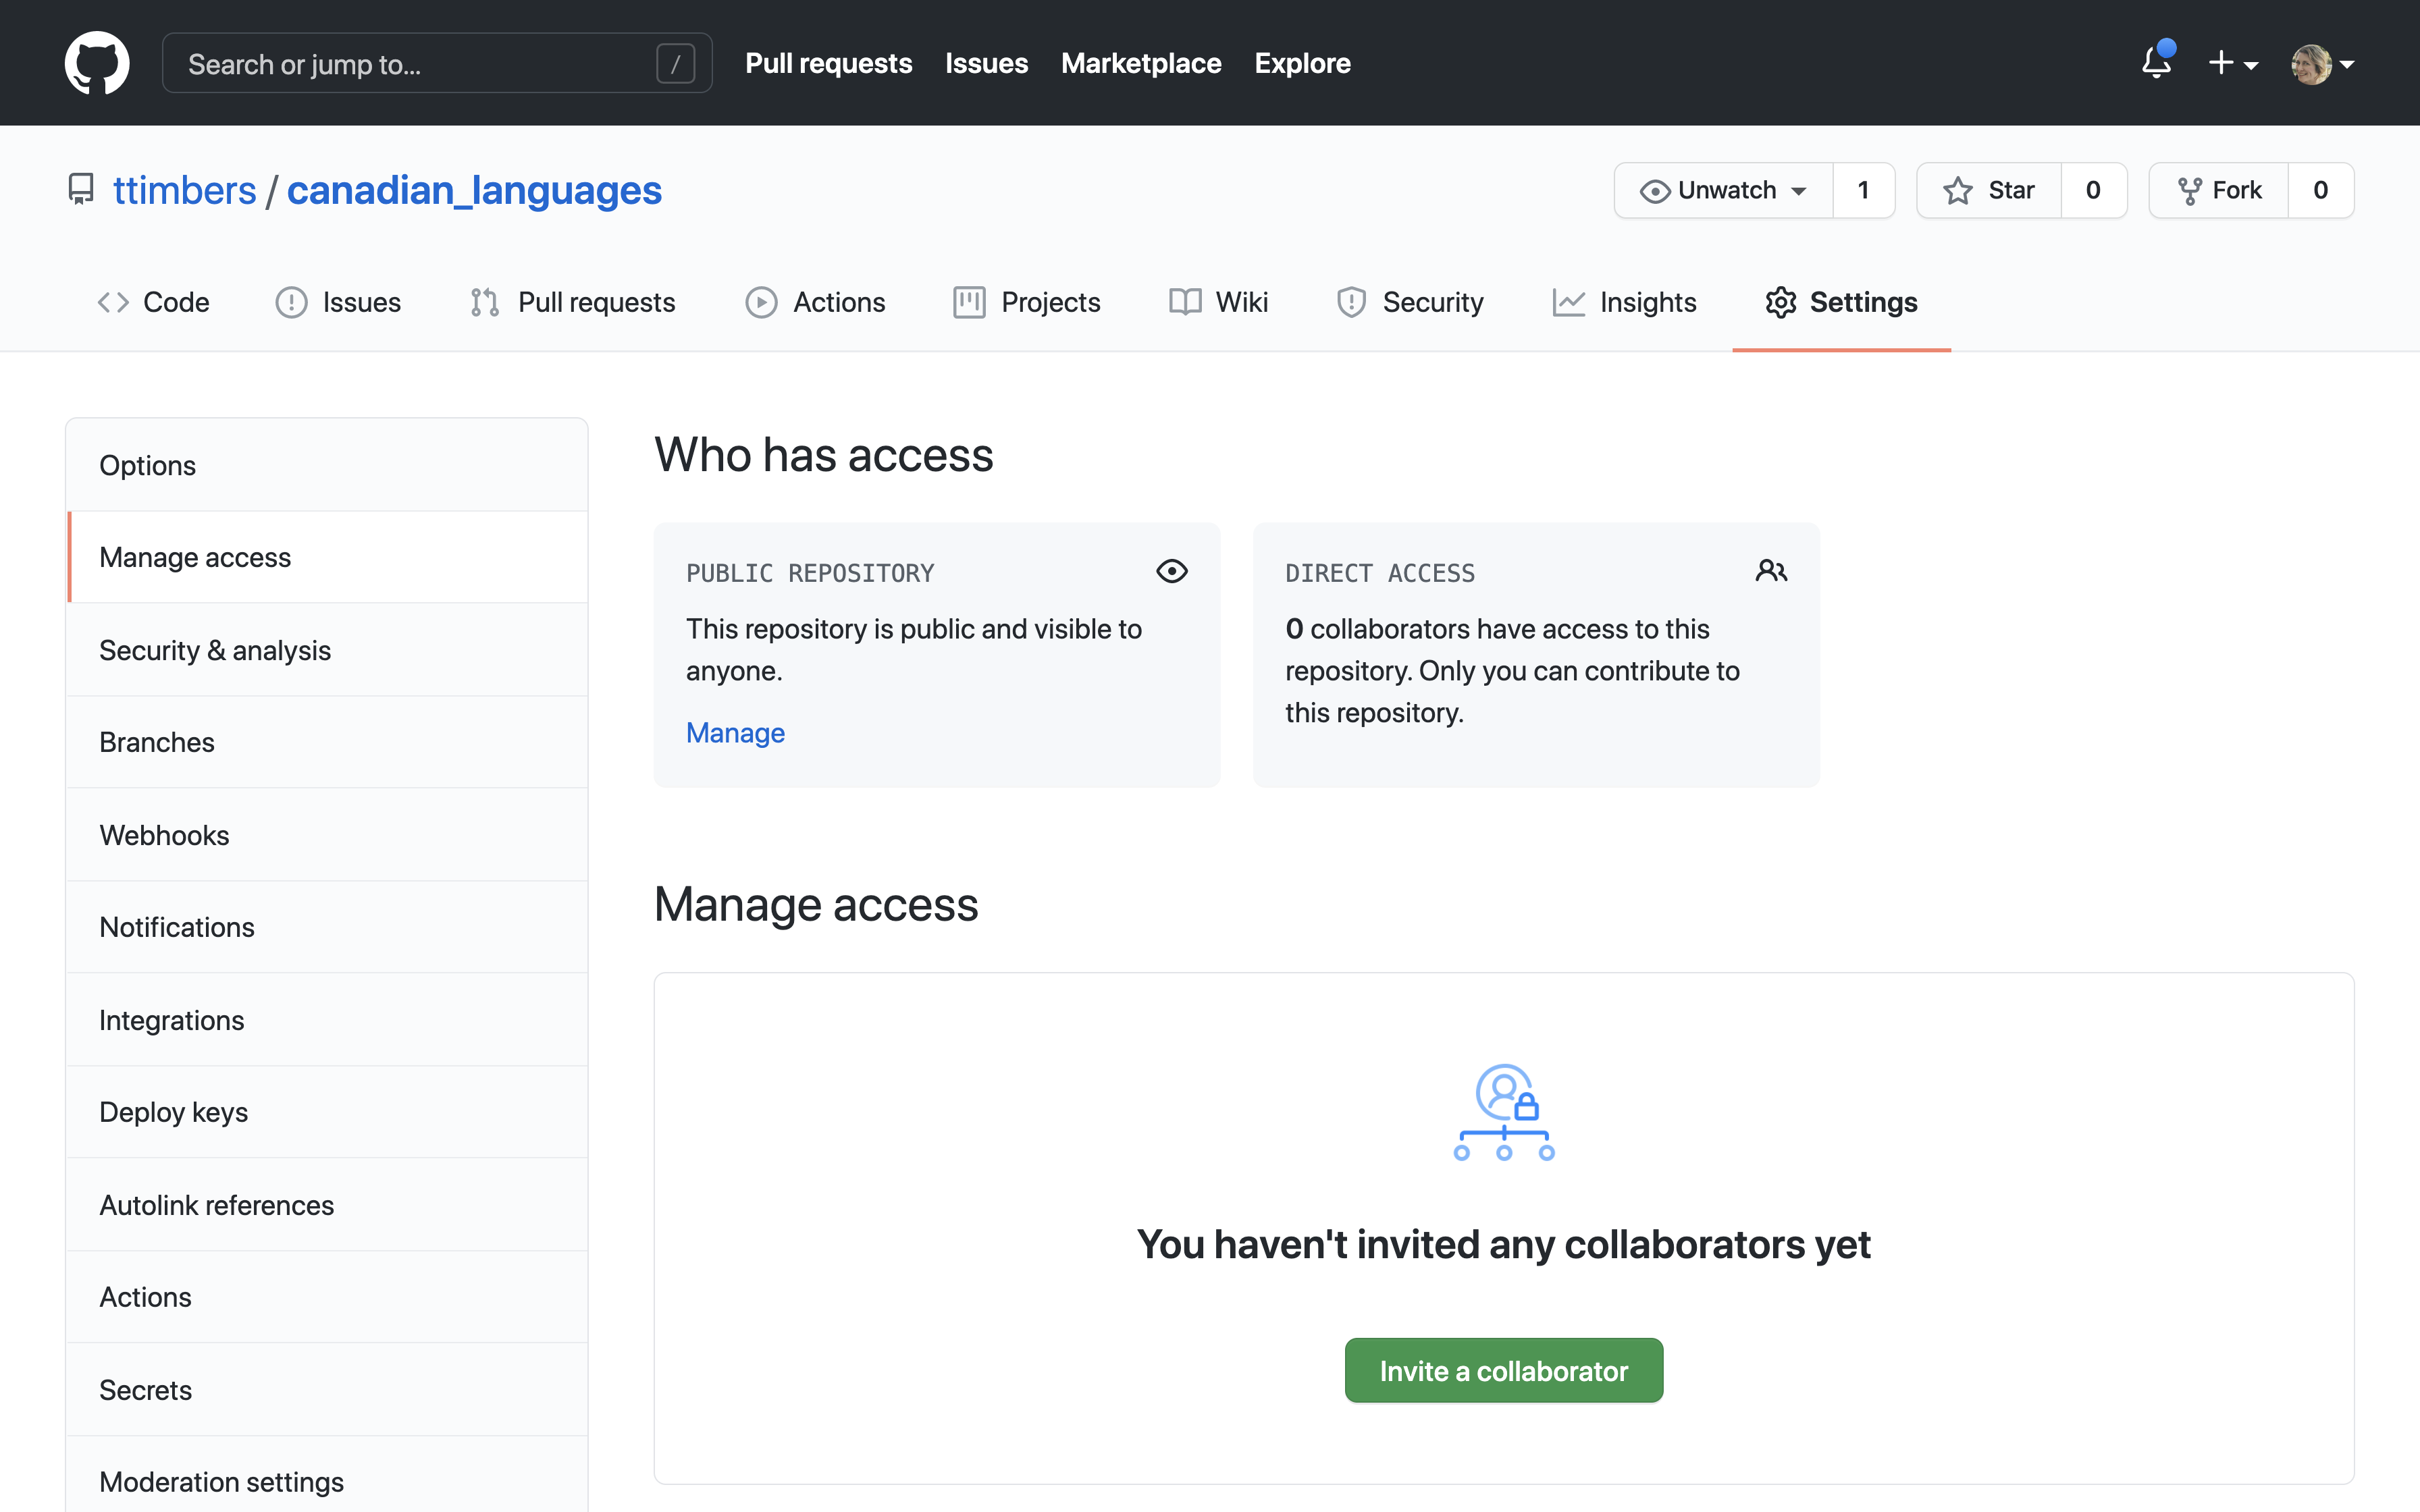 Search or jump to... /
Pull requests
Issues
Marketplace
Explore
ttimbers / canadian_languages
Unwatch 1
Star 0
Fork 0
Code
Issues
Pull requests
Actions
Projects
Wiki
Security
Insights
Settings
Options
Manage access
Security & analysis
Branches
Webhooks
Notifications
Integrations
Deploy keys
Autolink references
Actions
Secrets
Moderation settings
Who has access
PUBLIC REPOSITORY
This repository is public and visible to
anyone.
Manage
DIRECT ACCESS
0 collaborators have access to this
repository. Only you can contribute to
this repository.
Manage access
You haven't invited any collaborators yet
Invite a collaborator